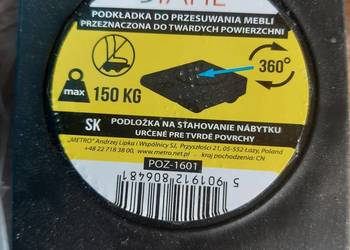 PODKŁADKA DO PRZESUWANIA MEBLI
PRZEZNACZONA DO TWARDYCH POWIERZCHNI
360°
max
150 KG
SK PODLOŽKA NA SŤAHOVANIE NÁBYTKU
URČENÉ PRE TVRDÉ POVRCHY
„METRO” Andrzej Lipka i Wspólnicy SJ, Przyszłości 21, 05-552 Łazy, Poland
+48 22 718 38 00, www.metro.net.pl kraj pochodzenia: CN
POZ-1601
5 901912 806481